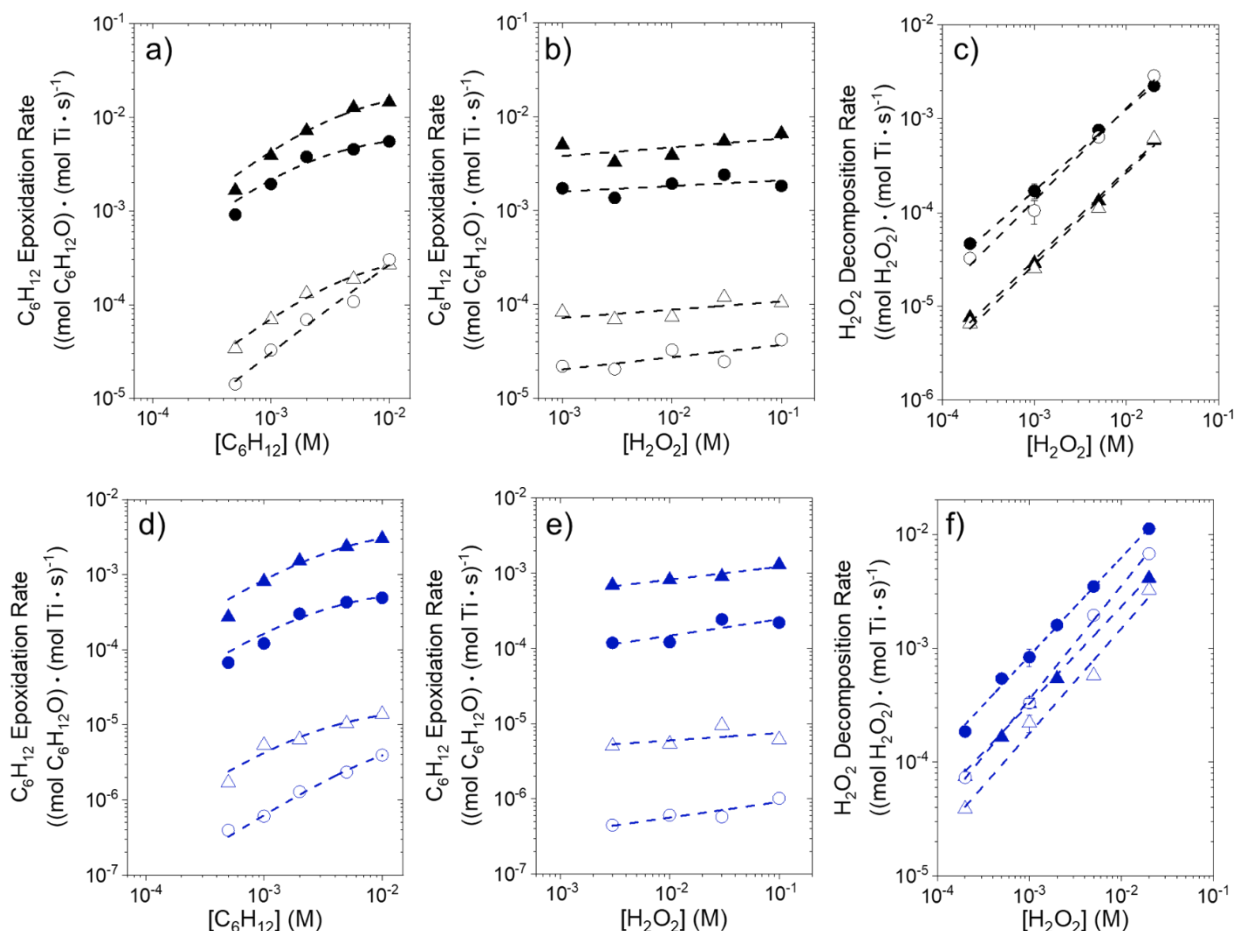 a)
C₆H₁₂ Epoxidation Rate
((mol C₆H₁₂O) • (mol Ti • s)⁻¹)
10⁻¹
10⁻²
10⁻³
10⁻⁴
10⁻⁵
10⁻⁴
10⁻³
10⁻²
[C₆H₁₂] (M)
b)
C₆H₁₂ Epoxidation Rate
((mol C₆H₁₂O) • (mol Ti • s)⁻¹)
10⁻¹
10⁻²
10⁻³
10⁻⁴
10⁻⁵
10⁻³
10⁻²
10⁻¹
[H₂O₂] (M)
c)
H₂O₂ Decomposition Rate
((mol H₂O₂) • (mol Ti • s)⁻¹)
10⁻²
10⁻³
10⁻⁴
10⁻⁵
10⁻⁶
10⁻⁴
10⁻³
10⁻²
10⁻¹
[H₂O₂] (M)
d)
C₆H₁₂ Epoxidation Rate
((mol C₆H₁₂O) • (mol Ti • s)⁻¹)
10⁻²
10⁻³
10⁻⁴
10⁻⁵
10⁻⁶
10⁻⁷
10⁻⁴
10⁻³
10⁻²
[C₆H₁₂] (M)
e)
C₆H₁₂ Epoxidation Rate
((mol C₆H₁₂O) • (mol Ti • s)⁻¹)
10⁻²
10⁻³
10⁻⁴
10⁻⁵
10⁻⁶
10⁻⁷
10⁻³
10⁻²
10⁻¹
[H₂O₂] (M)
f)
H₂O₂ Decomposition Rate
((mol H₂O₂) • (mol Ti • s)⁻¹)
10⁻²
10⁻³
10⁻⁴
10⁻⁵
10⁻⁴
10⁻³
10⁻²
10⁻¹
[H₂O₂] (M)